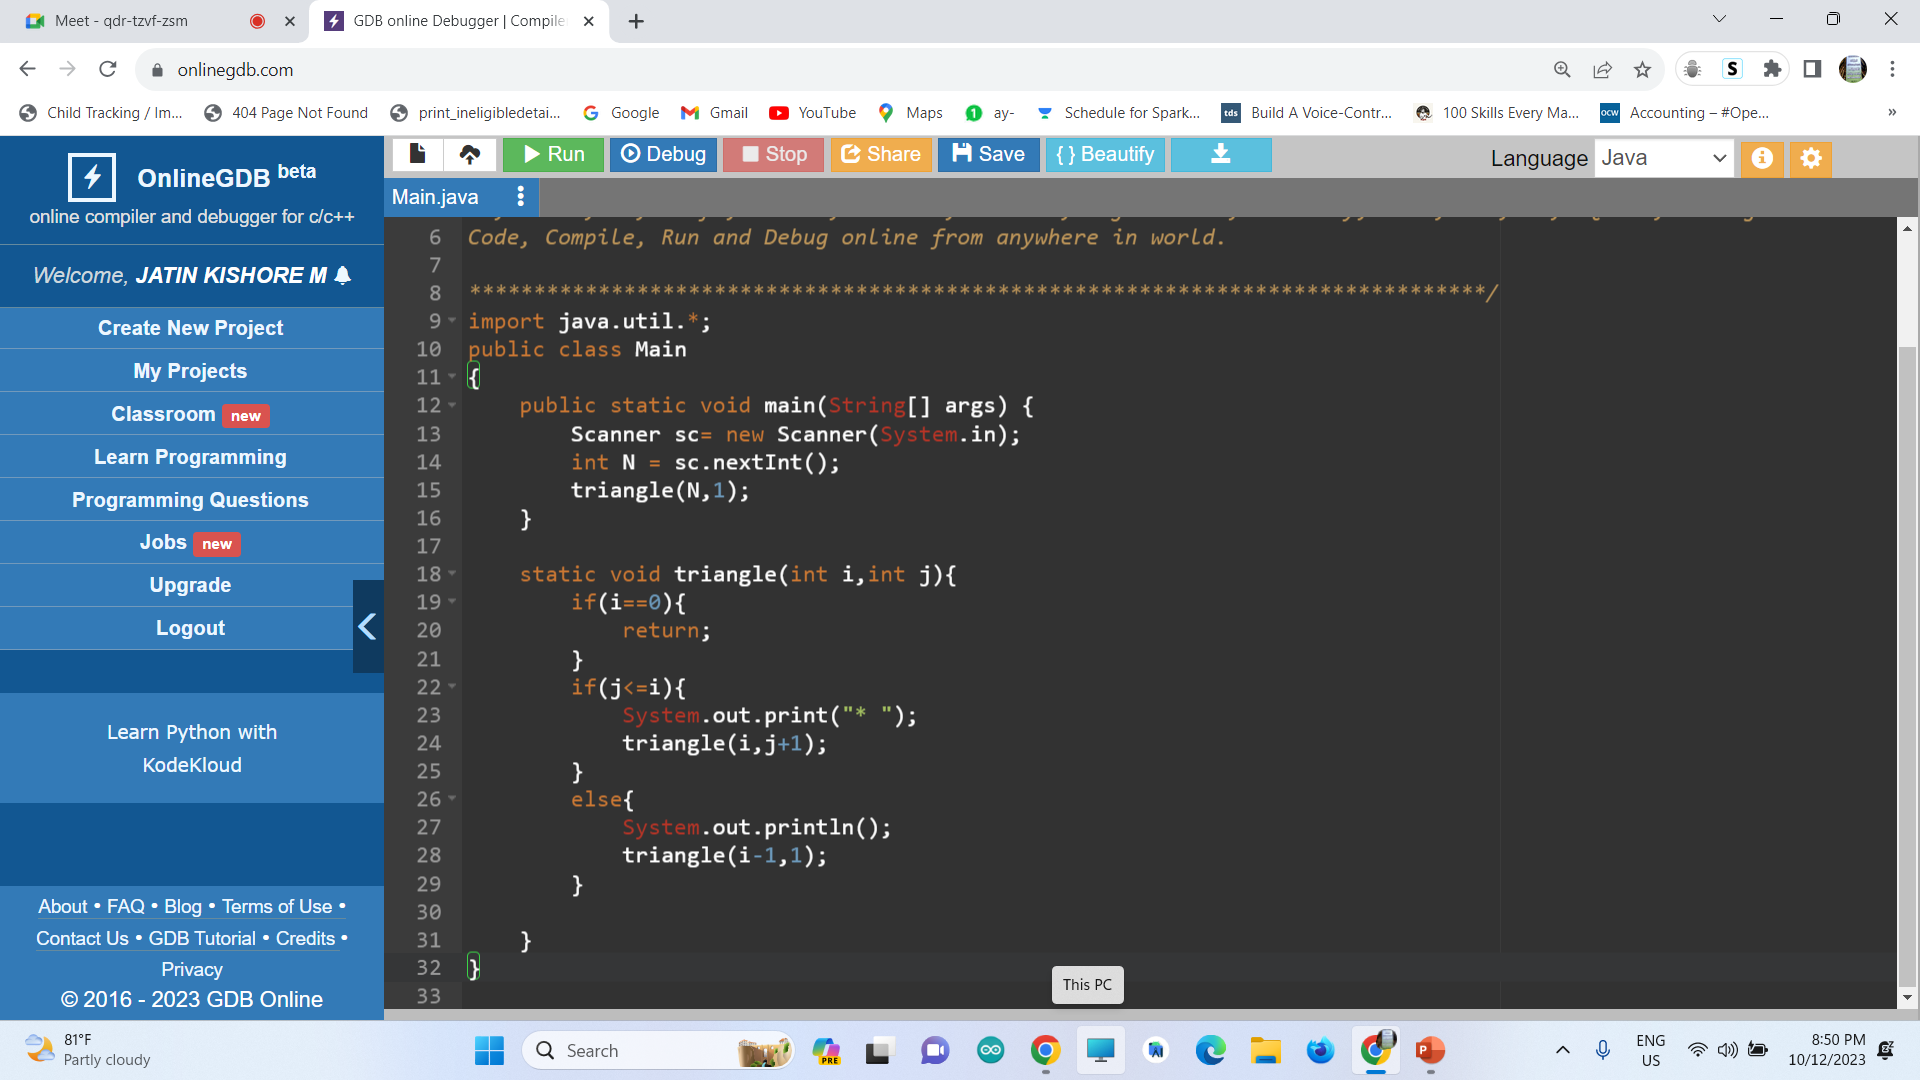 Meet - qdr-tzvf-zsm
GDB online Debugger | Compile
onlinegdb.com
S
Child Tracking / Im...
404 Page Not Found
print_ineligibledetai...
Google
Gmail
YouTube
Maps
ay-
Schedule for Spark...
tds Build A Voice-Contr...
100 Skills Every Ma...
OCW Accounting – #Ope...
»
OnlineGDB beta
online compiler and debugger for c/c++
Welcome, JATIN KISHORE M
Create New Project
My Projects
Classroom new
Learn Programming
Programming Questions
Jobs new
Upgrade
Logout
Learn Python with
KodeKloud
About • FAQ • Blog • Terms of Use •
Contact Us • GDB Tutorial • Credits •
Privacy
© 2016 - 2023 GDB Online
Run
Debug
Stop
Share
Save
{ } Beautify
Language Java
Main.java
6 Code, Compile, Run and Debug online from anywhere in world.
7
8 *******************************************************************************/
9 import java.util.*;
10 public class Main
11 {
12 public static void main(String[] args) {
13 Scanner sc= new Scanner(System.in);
14 int N = sc.nextInt();
15 triangle(N,1);
16 }
17
18 static void triangle(int i,int j){
19 if(i==0){
20 return;
21 }
22 if(j<=i){
23 System.out.print("* ");
24 triangle(i,j+1);
25 }
26 else{
27 System.out.println();
28 triangle(i-1,1);
29 }
30
31 }
32 }
33
This PC
81°F
Partly cloudy
Search
PRE
ENG
US
8:50 PM
10/12/2023